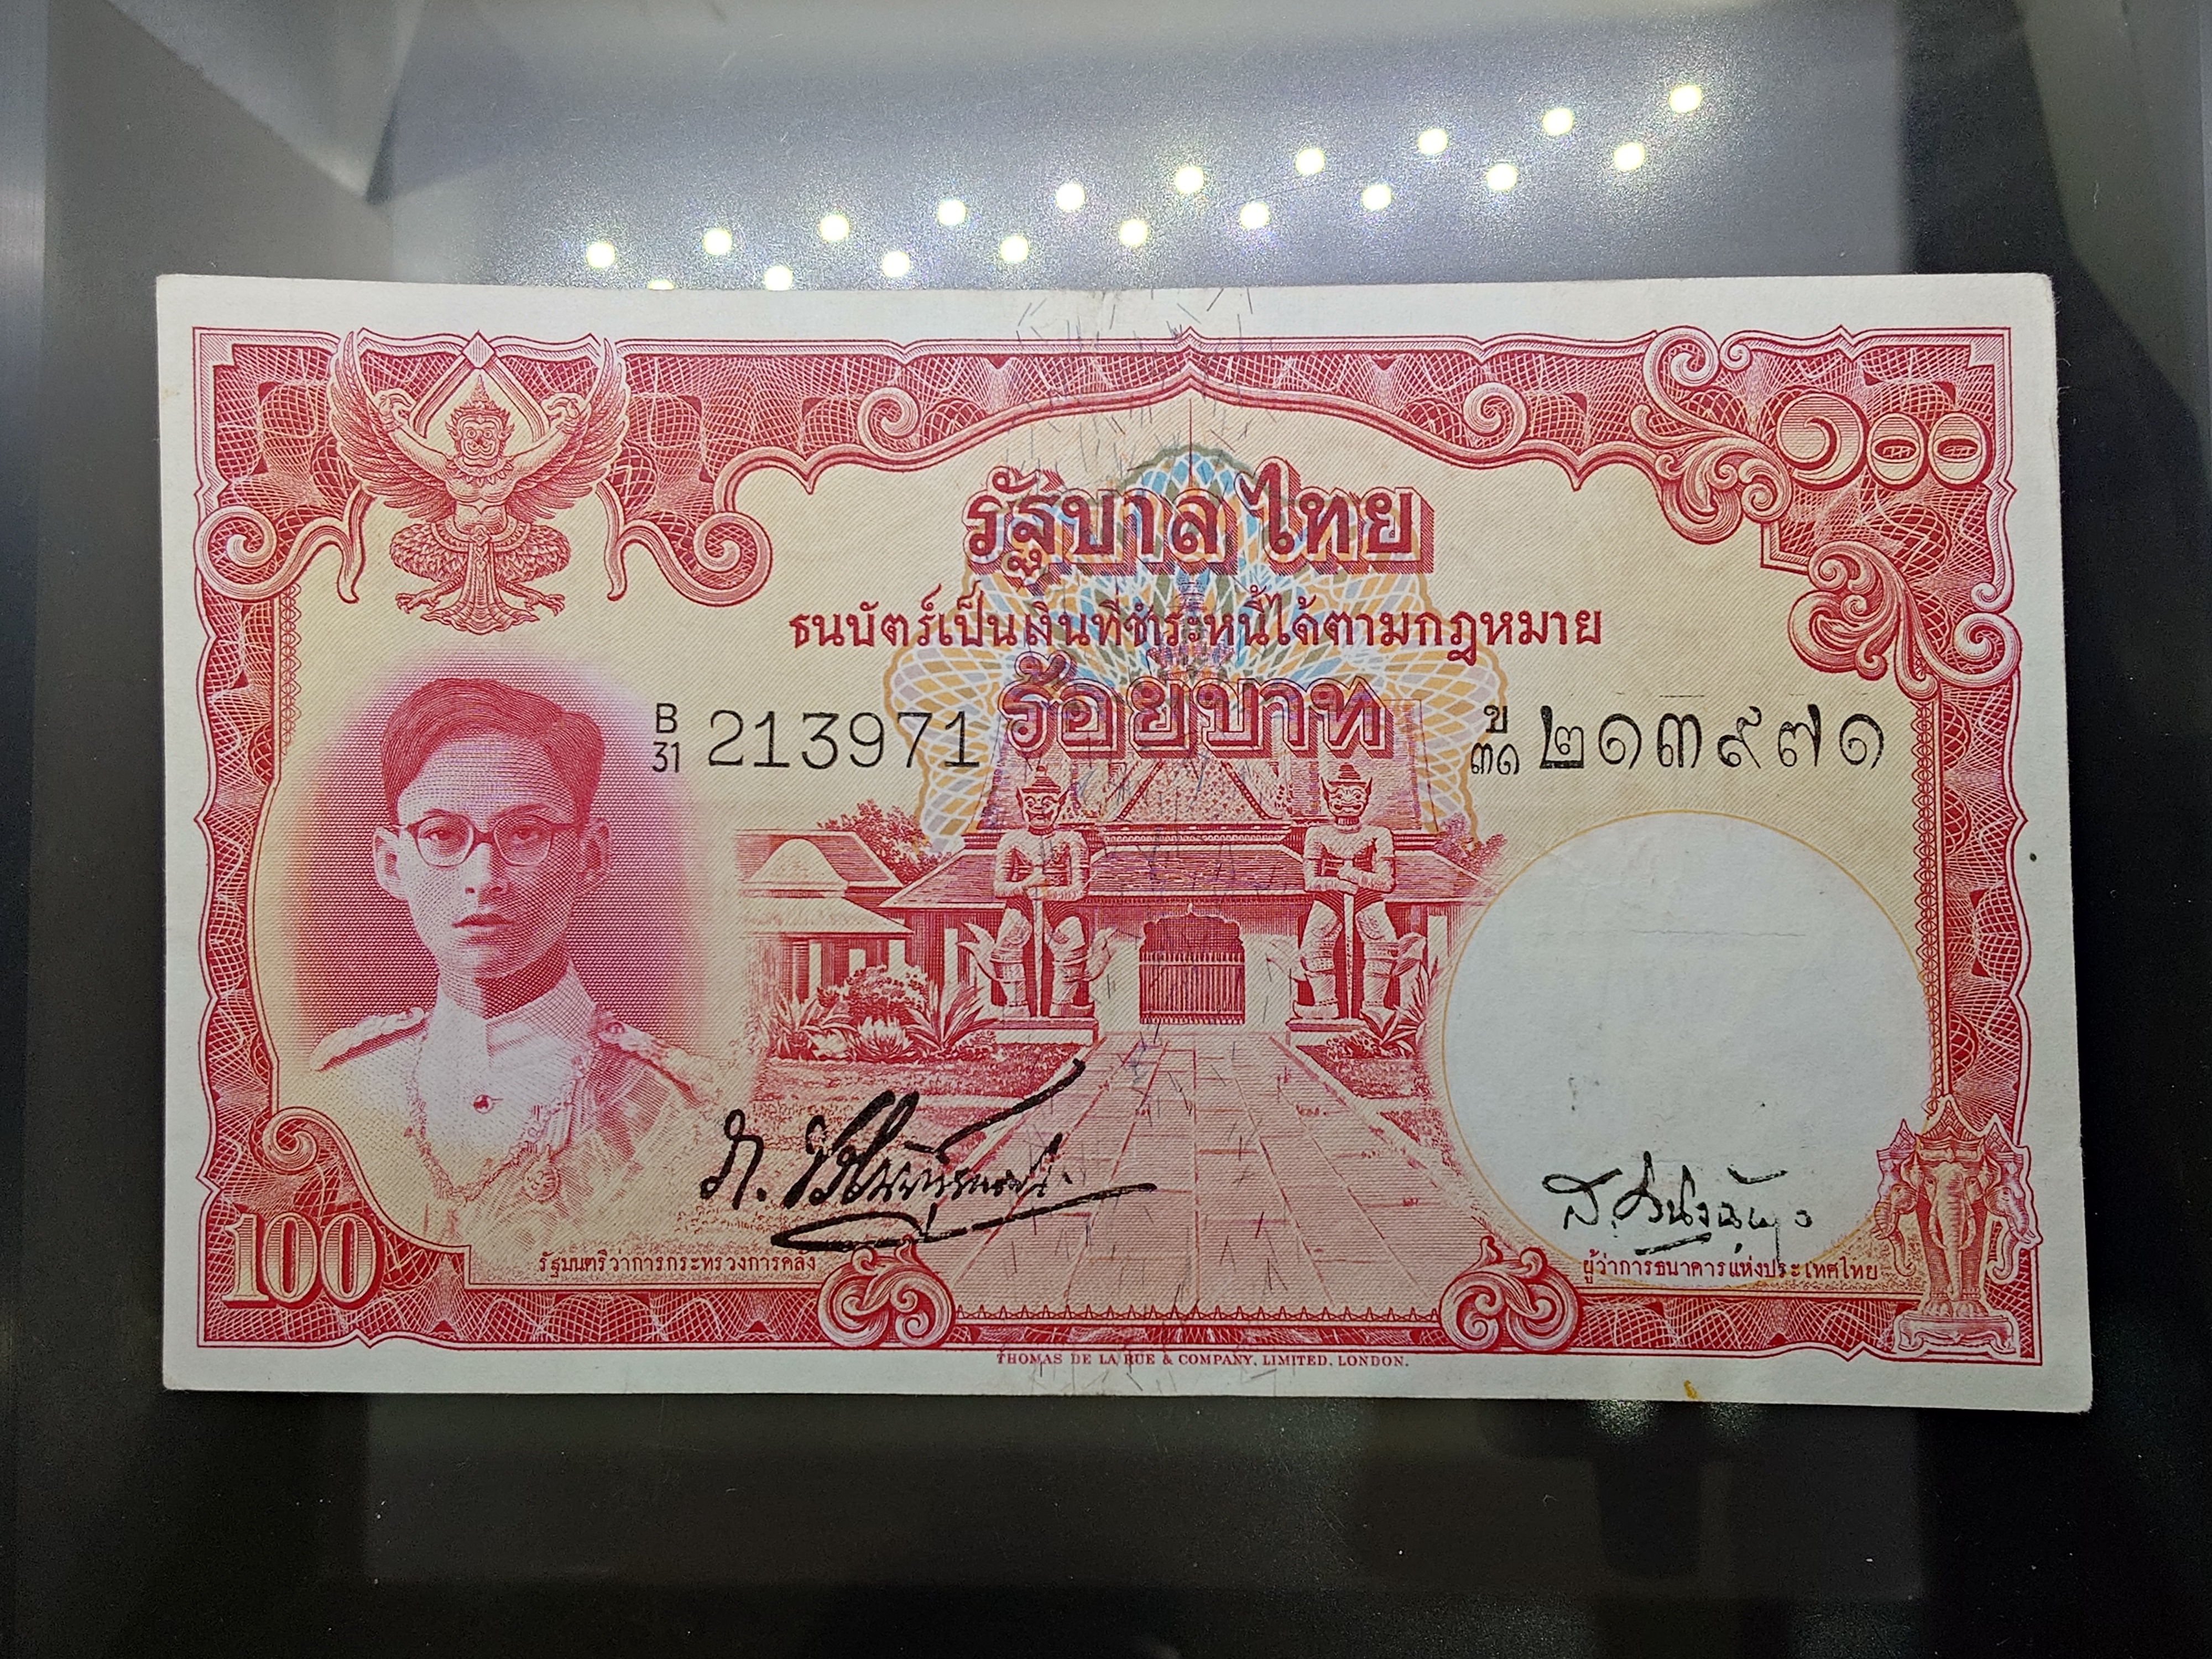 ๑๐๐
รัฐบาลไทย
ธนบัตร์เป็นเงินที่ชำระหนี้ได้ตามกฎหมาย
ร้อยบาท
B
31 213971
ข
๓๑ ๒๑๓๙๗๑
รัฐมนตรีว่าการกระทรวงการคลัง
ผู้ว่าการธนาคารแห่งประเทศไทย
100
THOMAS DE LA RUE & COMPANY, LIMITED, LONDON.